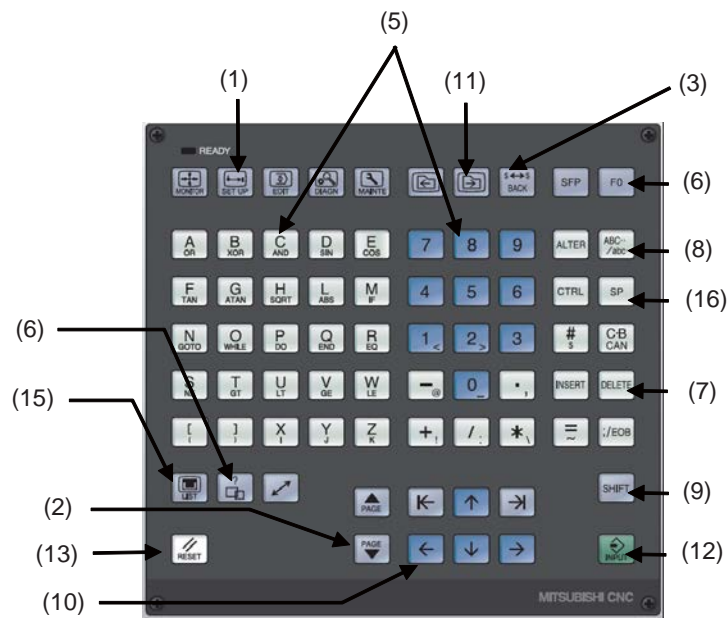 (5)
(1)
(11)
(3)
READY
MONITOR SET UP EDIT DIAGN MAINTE S S BACK SFP F0
(6)
A B C D E 7 8 9 ALTER ABC··
OR XOR AND SIN COS /abc
(8)
F G H L M 4 5 6 CTRL SP
TAN ATAN SQRT ABS IF
(16)
(6)
N O P Q R 1 < 2 > 3 # C·B
GOTO WHILE DO END EQ $ CAN
S T U V W - @ 0 _ . , INSERT DELETE
GT LT GE LE
(7)
(15)
[ ] X Y Z + ! / : * \ = ;/EOB
( ) I J K ~
LIST ? SHIFT
(9)
(2)
PAGE
PAGE
(13)
RESET INPUT
(12)
(10)
MITSUBISHI CNC